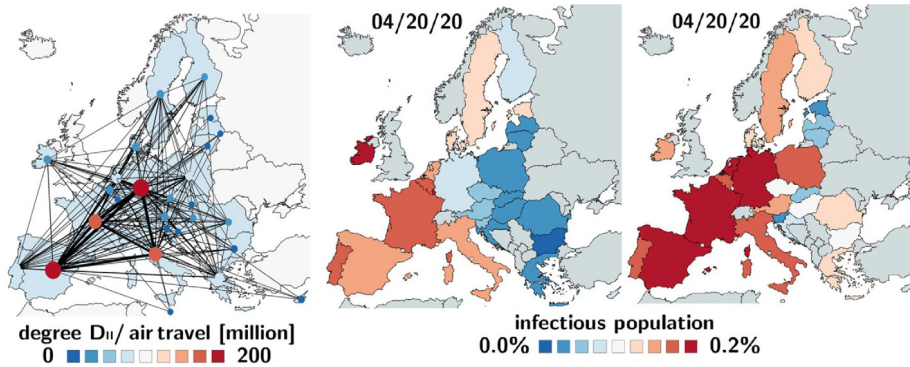 04/20/20
04/20/20
degree D_II/ air travel [million]
0 200
infectious population
0.0% 0.2%